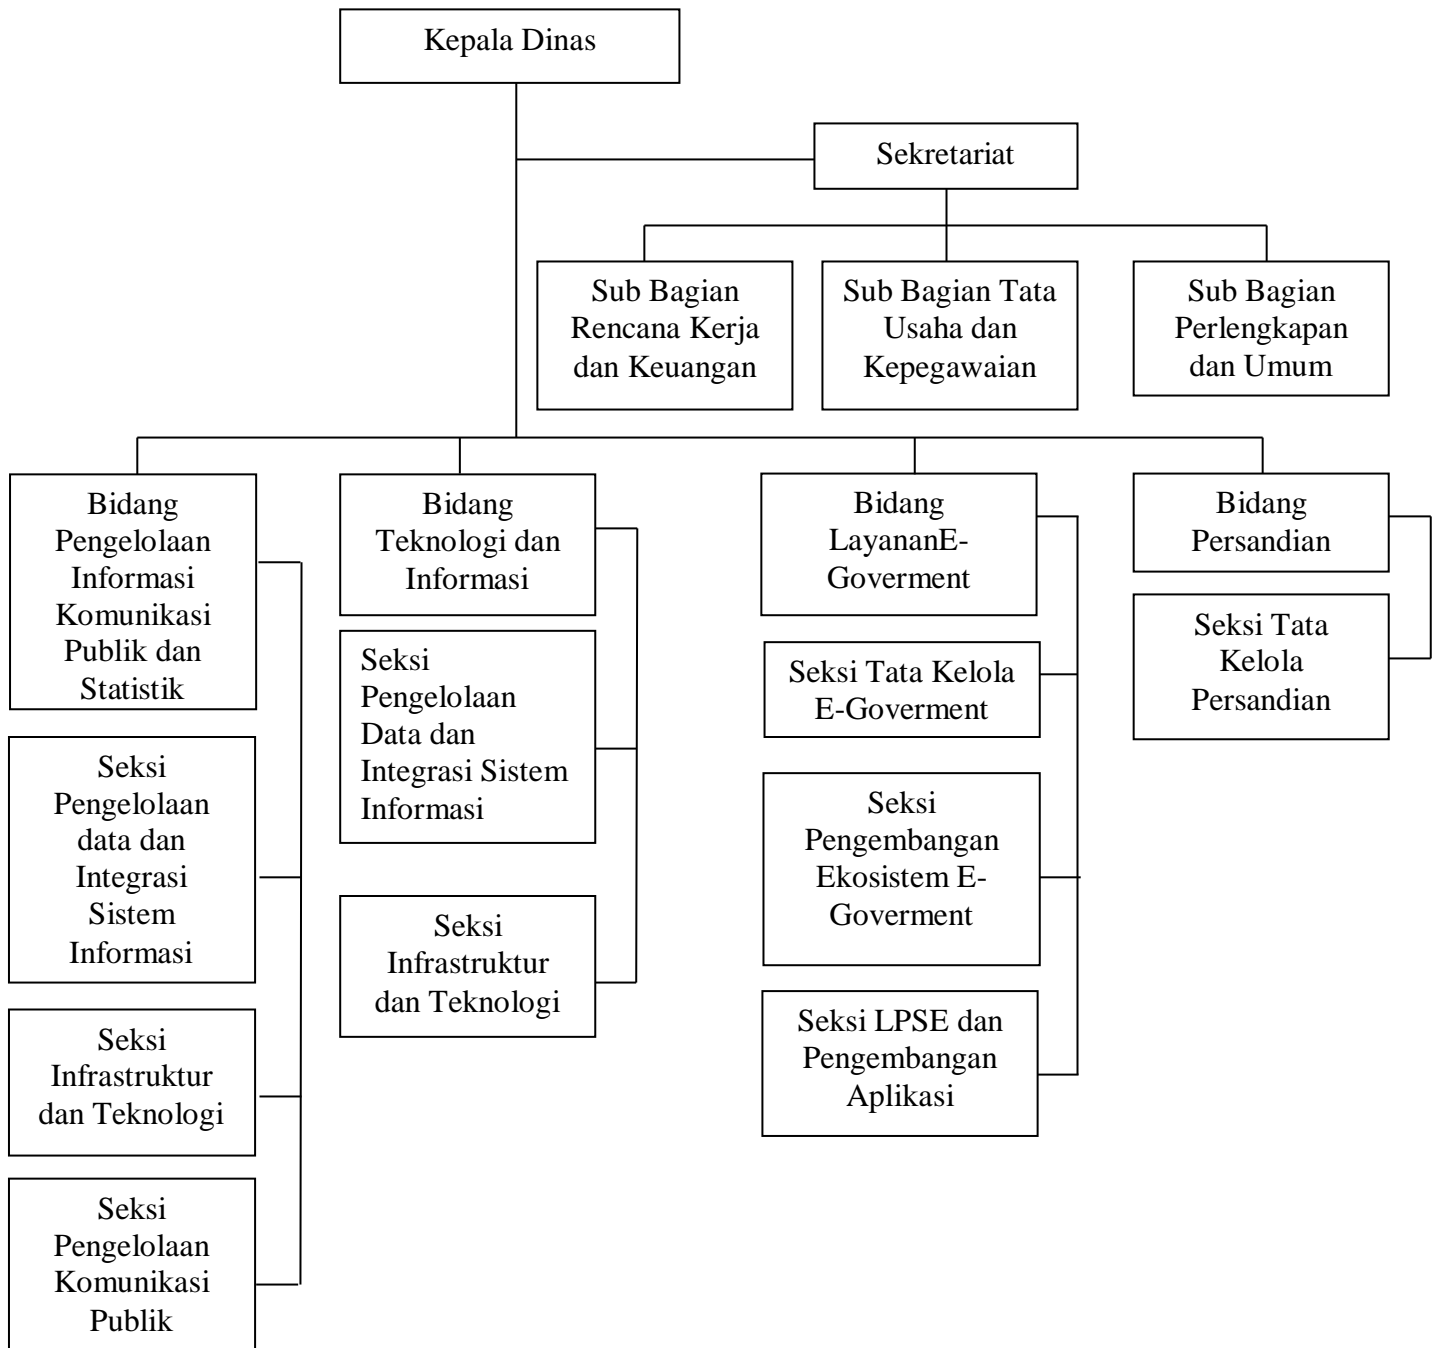 Kepala Dinas
Sekretariat
Sub Bagian
Rencana Kerja
dan Keuangan
Sub Bagian Tata
Usaha dan
Kepegawaian
Sub Bagian
Perlengkapan
dan Umum
Bidang
Pengelolaan
Informasi
Komunikasi
Publik dan
Statistik
Seksi
Pengelolaan
data dan
Integrasi
Sistem
Informasi
Seksi
Infrastruktur
dan Teknologi
Seksi
Pengelolaan
Komunikasi
Publik
Bidang
Teknologi dan
Informasi
Seksi
Pengelolaan
Data dan
Integrasi Sistem
Informasi
Seksi
Infrastruktur
dan Teknologi
Bidang
LayananE-
Goverment
Seksi Tata Kelola
E-Goverment
Seksi
Pengembangan
Ekosistem E-
Goverment
Seksi LPSE dan
Pengembangan
Aplikasi
Bidang
Persandian
Seksi Tata
Kelola
Persandian